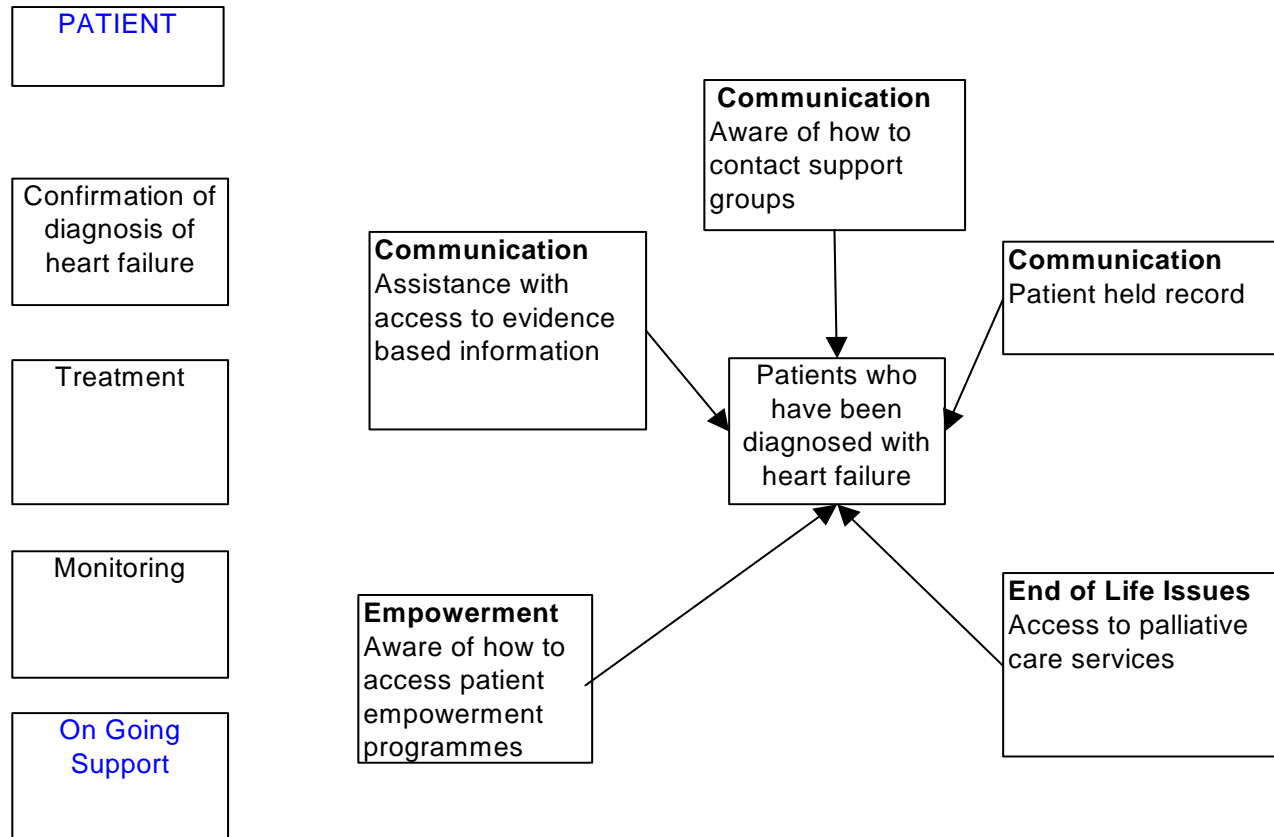 PATIENT
Confirmation of
diagnosis of
heart failure
Treatment
Monitoring
On Going
Support
Communication
Aware of how to
contact support
groups
Communication
Assistance with
access to evidence
based information
Communication
Patient held record
Patients who
have been
diagnosed with
heart failure
Empowerment
Aware of how to
access patient
empowerment
programmes
End of Life Issues
Access to palliative
care services